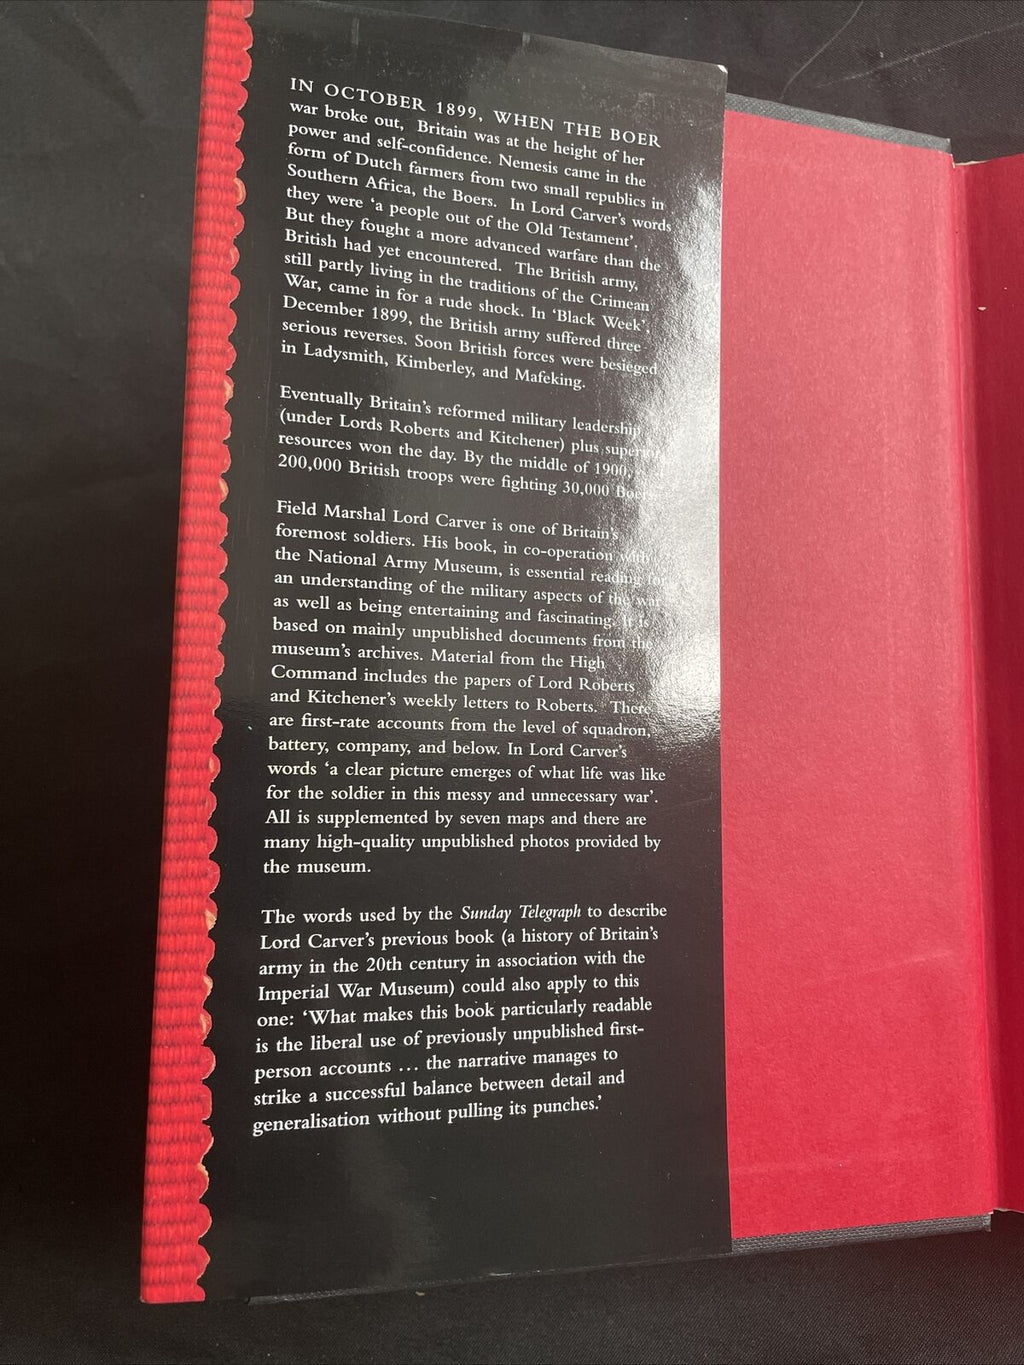 IN OCTOBER 1899, WHEN THE BOER
war broke out, Britain was at the height of her
power and self-confidence. Nemesis came in the
form of Dutch farmers from two small republics in
Southern Africa, the Boers. In Lord Carver's words
they were 'a people out of the Old Testament'.
But they fought a more advanced warfare than the
British had yet encountered. The British army,
still partly living in the traditions of the Crimean
War, came in for a rude shock. In 'Black Week',
December 1899, the British army suffered three
serious reverses. Soon British forces were besieged
in Ladysmith, Kimberley, and Mafeking.

Eventually Britain's reformed military leadership
(under Lords Roberts and Kitchener) plus superior
resources won the day. By the middle of 1900,
200,000 British troops were fighting 30,000 Boers.

Field Marshal Lord Carver is one of Britain's
foremost soldiers. His book, in co-operation with
the National Army Museum, is essential reading for
an understanding of the military aspects of the war
as well as being entertaining and fascinating. It is
based on mainly unpublished documents from the
museum's archives. Material from the High
Command includes the papers of Lord Roberts
and Kitchener's weekly letters to Roberts. There
are first-rate accounts from the level of squadron,
battery, company, and below. In Lord Carver's
words 'a clear picture emerges of what life was like
for the soldier in this messy and unnecessary war'.
All is supplemented by seven maps and there are
many high-quality unpublished photos provided by
the museum.

The words used by the Sunday Telegraph to describe
Lord Carver's previous book (a history of Britain's
army in the 20th century in association with the
Imperial War Museum) could also apply to this
one: 'What makes this book particularly readable
is the liberal use of previously unpublished first-
person accounts ... the narrative manages to
strike a successful balance between detail and
generalisation without pulling its punches.'